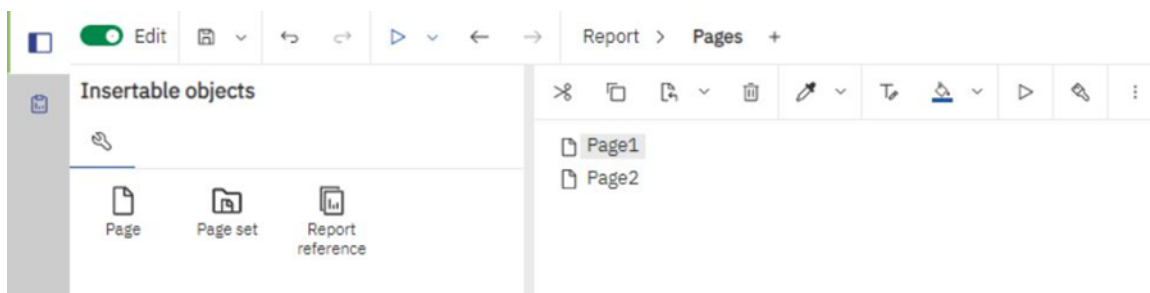 Edit
Report > Pages +
Insertable objects
Page1
Page2
Page
Page set
Report
reference